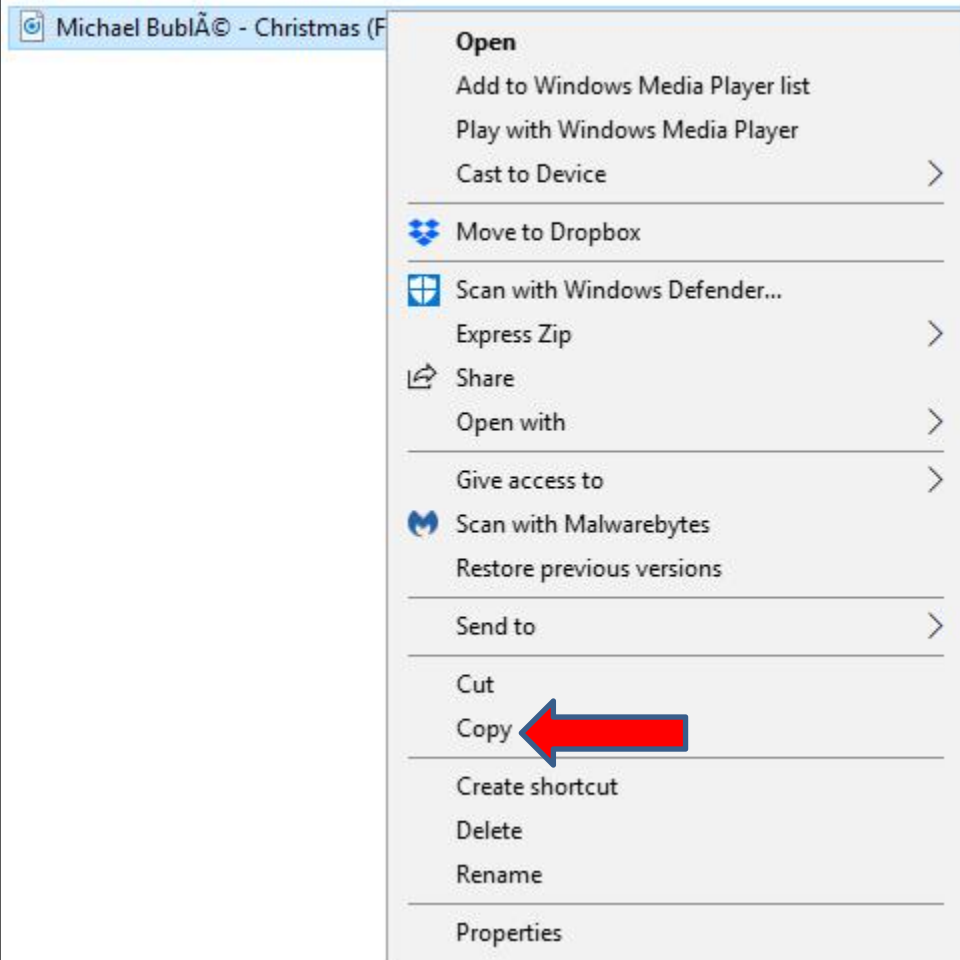 Michael BublÃ© - Christmas (F
Open
Add to Windows Media Player list
Play with Windows Media Player
Cast to Device
Move to Dropbox
Scan with Windows Defender...
Express Zip
Share
Open with
Give access to
Scan with Malwarebytes
Restore previous versions
Send to
Cut
Copy
Create shortcut
Delete
Rename
Properties